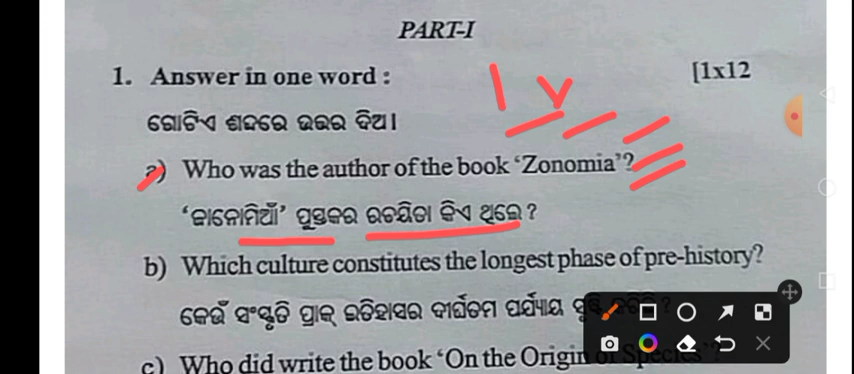 PART-I
1. Answer in one word : [1x12
ଗୋଟିଏ ଶବ୍ଦରେ ଉତ୍ତର ଦିଅ।
a) Who was the author of the book ‘Zonomia’?
‘ଜାନୋମିଆଁ’ ପୁସ୍ତକର ରଚୟିତା କିଏ ଥିଲେ?
b) Which culture constitutes the longest phase of pre-history?
କେଉଁ ସଂସ୍କୃତି ପ୍ରାକ୍ ଇତିହାସର ଦୀର୍ଘତମ ପର୍ଯ୍ୟାୟ
c) Who did write the book ‘On the Origin of Species’?